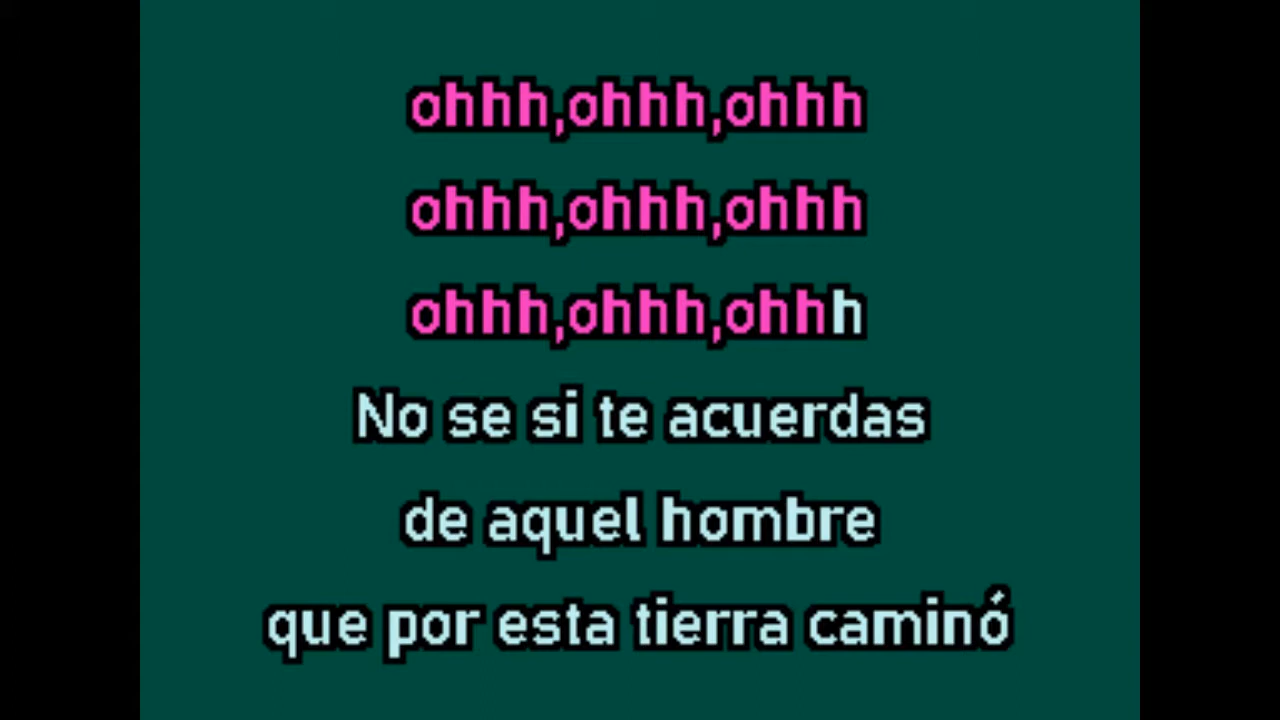 ohhh,ohhh,ohhh
ohhh,ohhh,ohhh
ohhh,ohhh,ohhh
No se si te acuerdas
de aquel hombre
que por esta tierra caminó